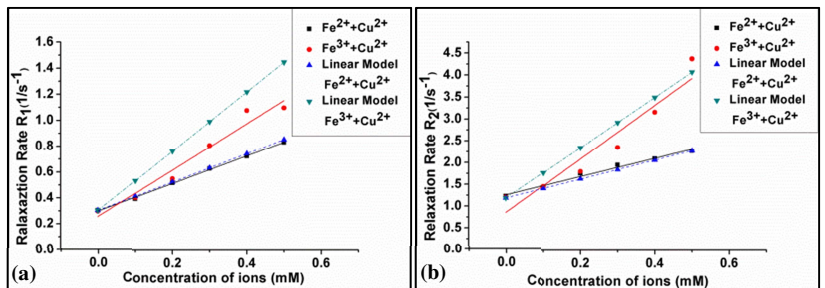 Fe2++Cu2+
Fe3++Cu2+
Linear Model
Fe2++Cu2+
Linear Model
Fe3++Cu2+
Ralaxaztion Rate R1(1/s-1)
1.6
1.4
1.2
1.0
0.8
0.6
0.4
0.2
0.0
0.0 0.2 0.4 0.6
Concentration of ions (mM)
(a)
Fe2++Cu2+
Fe3++Cu2+
Linear Model
Fe2++Cu2+
Linear Model
Fe3++Cu2+
Relaxation Rate R2(1/s-1)
4.5
4.0
3.5
3.0
2.5
2.0
1.5
1.0
0.5
0.0
0.0 0.2 0.4 0.6
Concentration of ions (mM)
(b)